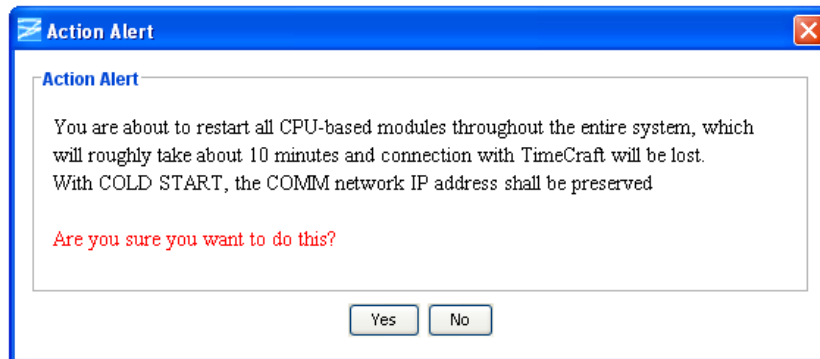 Action Alert
Action Alert
You are about to restart all CPU-based modules throughout the entire system, which
will roughly take about 10 minutes and connection with TimeCraft will be lost.
With COLD START, the COMM network IP address shall be preserved
Are you sure you want to do this?
Yes No